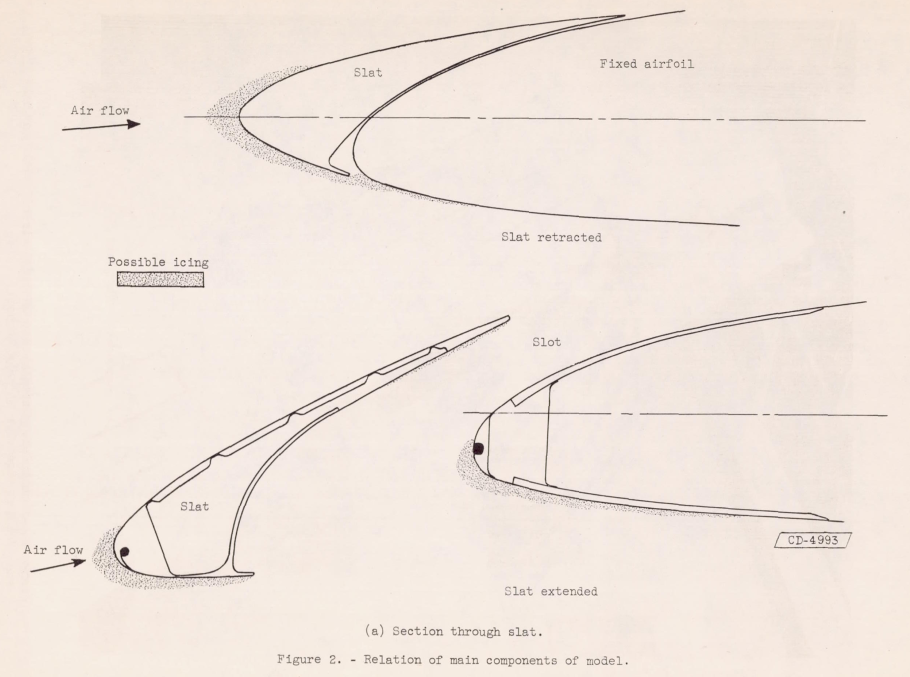 Slat
Fixed airfoil
Air flow
Slat retracted
Possible icing
Slot
Slat
Air flow
CD-4993
Slat extended
(a) Section through slat.
Figure 2. - Relation of main components of model.